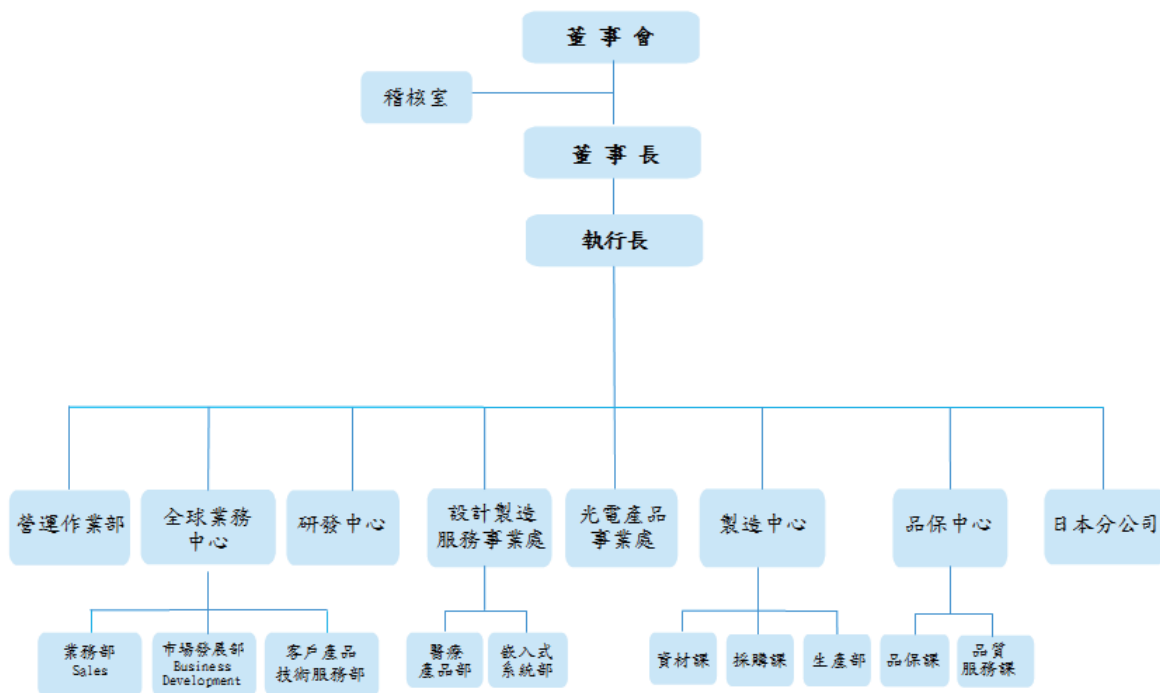 董事會
稽核室
董事長
執行長
營運作業部
全球業務
中心
研發中心
設計製造
服務事業處
光電產品
事業處
製造中心
品保中心
日本分公司
業務部
Sales
市場發展部
Business
Development
客戶產品
技術服務部
醫療
產品部
嵌入式
系統部
資材課
採購課
生產部
品保課
品質
服務課